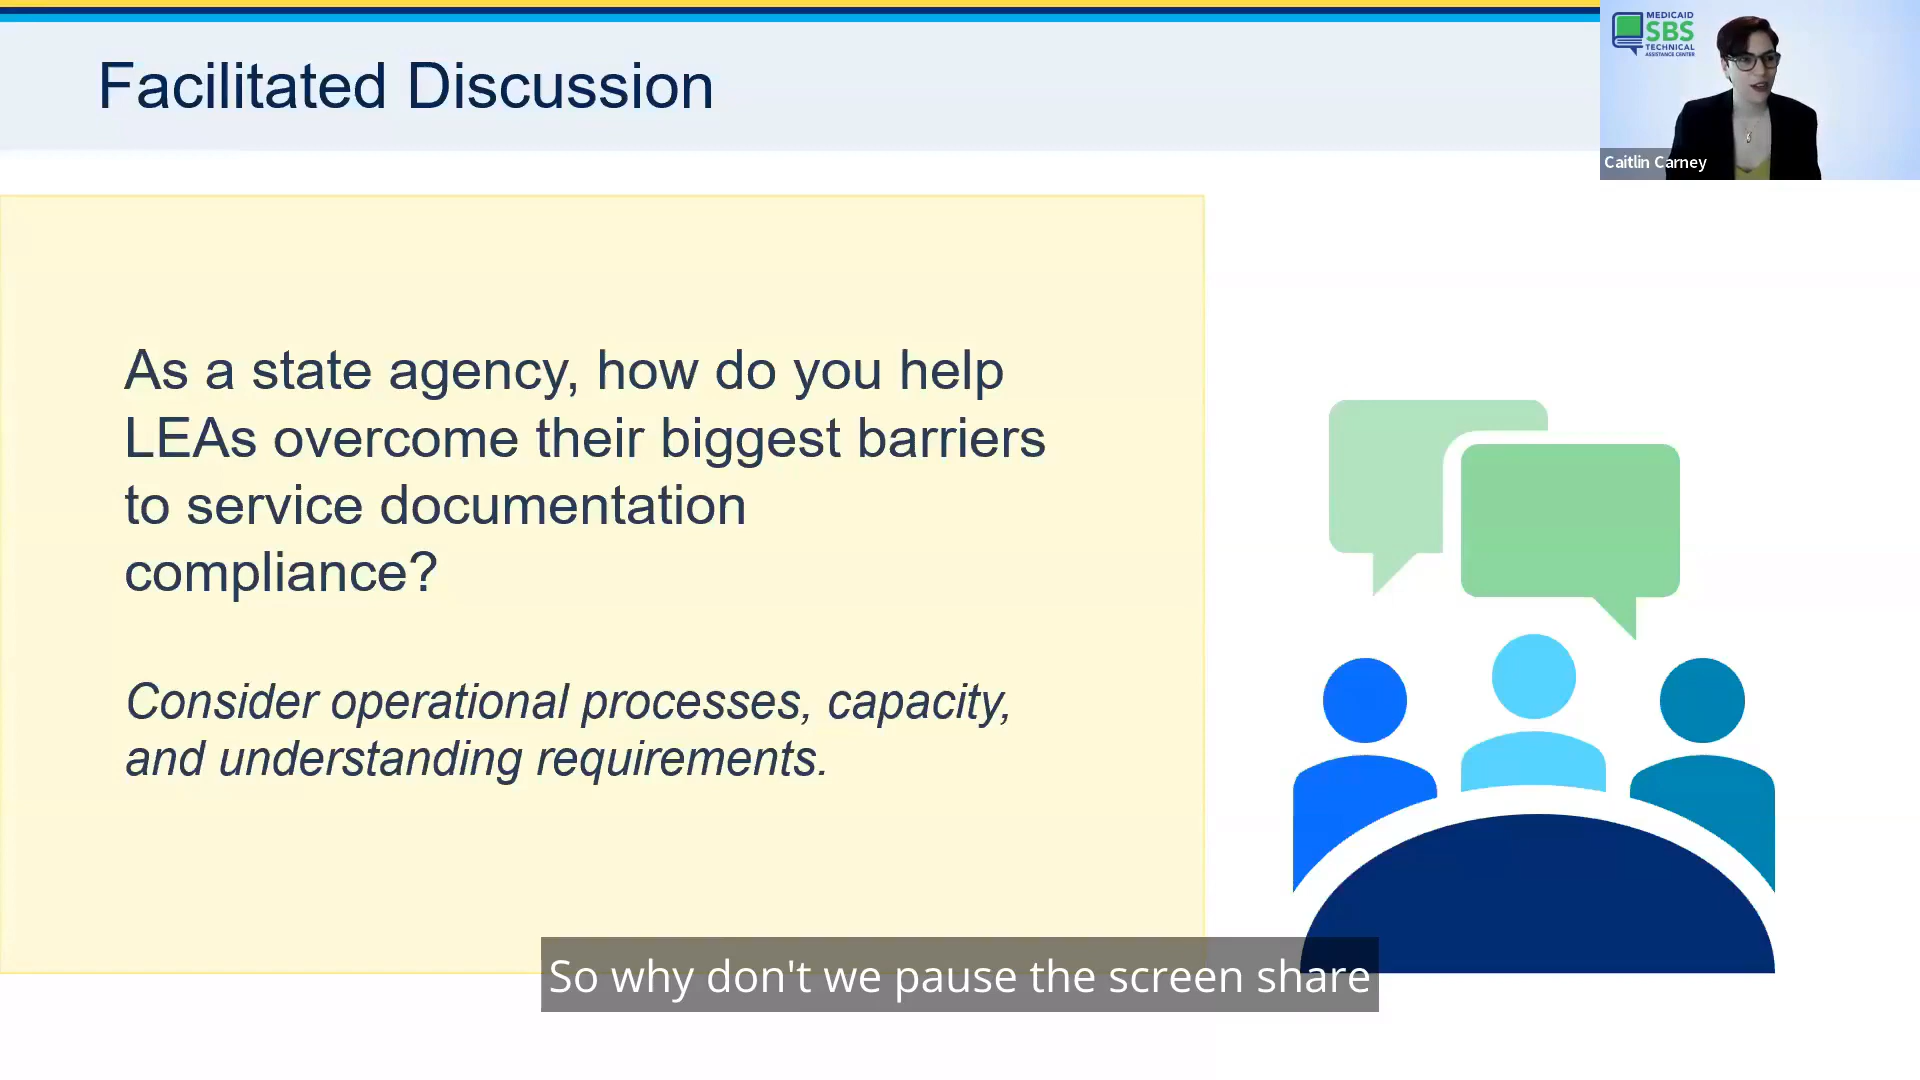 Facilitated Discussion
MEDICAID
SBS
TECHNICAL
ASSISTANCE CENTER
Caitlin Carney
As a state agency, how do you help
LEAs overcome their biggest barriers
to service documentation
compliance?
Consider operational processes, capacity,
and understanding requirements.
So why don't we pause the screen share